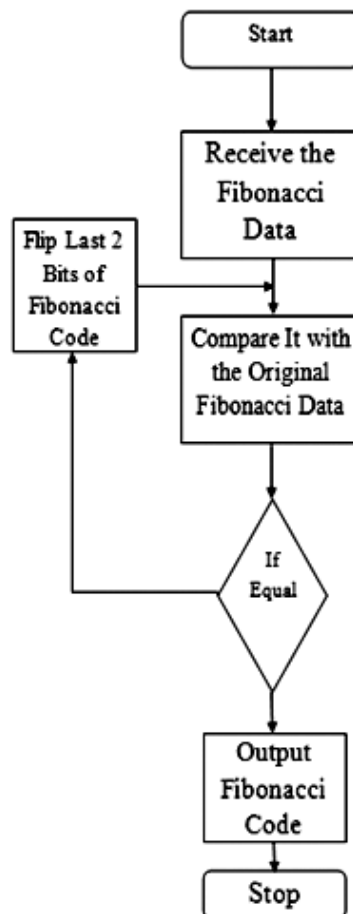 Start
Receive the
Fibonacci
Data
Flip Last 2
Bits of
Fibonacci
Code
Compare It with
the Original
Fibonacci Data
If
Equal
Output
Fibonacci
Code
Stop